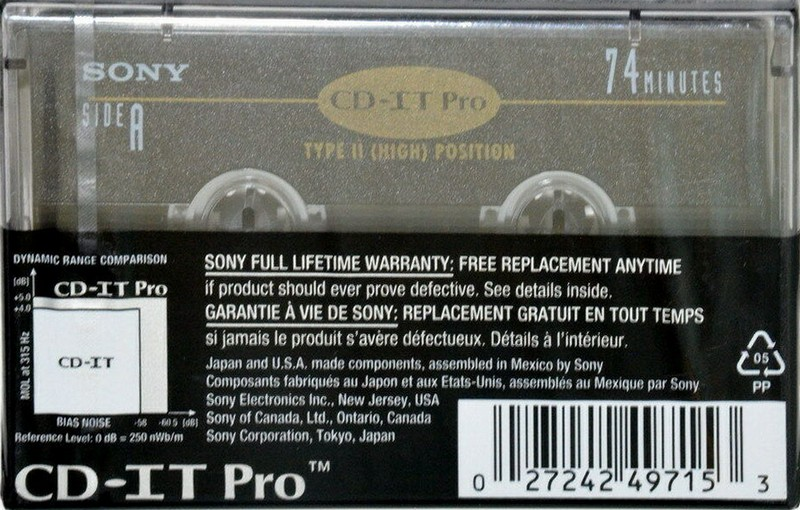 SONY
74 MINUTES
CD-IT Pro
SIDE A
TYPE II (HIGH) POSITION
DYNAMIC RANGE COMPARISON
[dB]
CD-IT Pro
+5.0
+4.0
MOL at 315 Hz
CD-IT
BIAS NOISE
-58 -60.5 [dB]
Reference Level: 0 dB = 250 nWb/m
SONY FULL LIFETIME WARRANTY: FREE REPLACEMENT ANYTIME
if product should ever prove defective. See details inside.
GARANTIE À VIE DE SONY: REPLACEMENT GRATUIT EN TOUT TEMPS
si jamais le produit s'avère défectueux. Détails à l'intérieur.
Japan and U.S.A. made components, assembled in Mexico by Sony
Composants fabriqués au Japon et aux Etats-Unis, assemblés au Mexique par Sony
Sony Electronics Inc., New Jersey, USA
Sony of Canada, Ltd., Ontario, Canada
Sony Corporation, Tokyo, Japan
05
PP
CD-IT Pro™
0 27242 49715 3